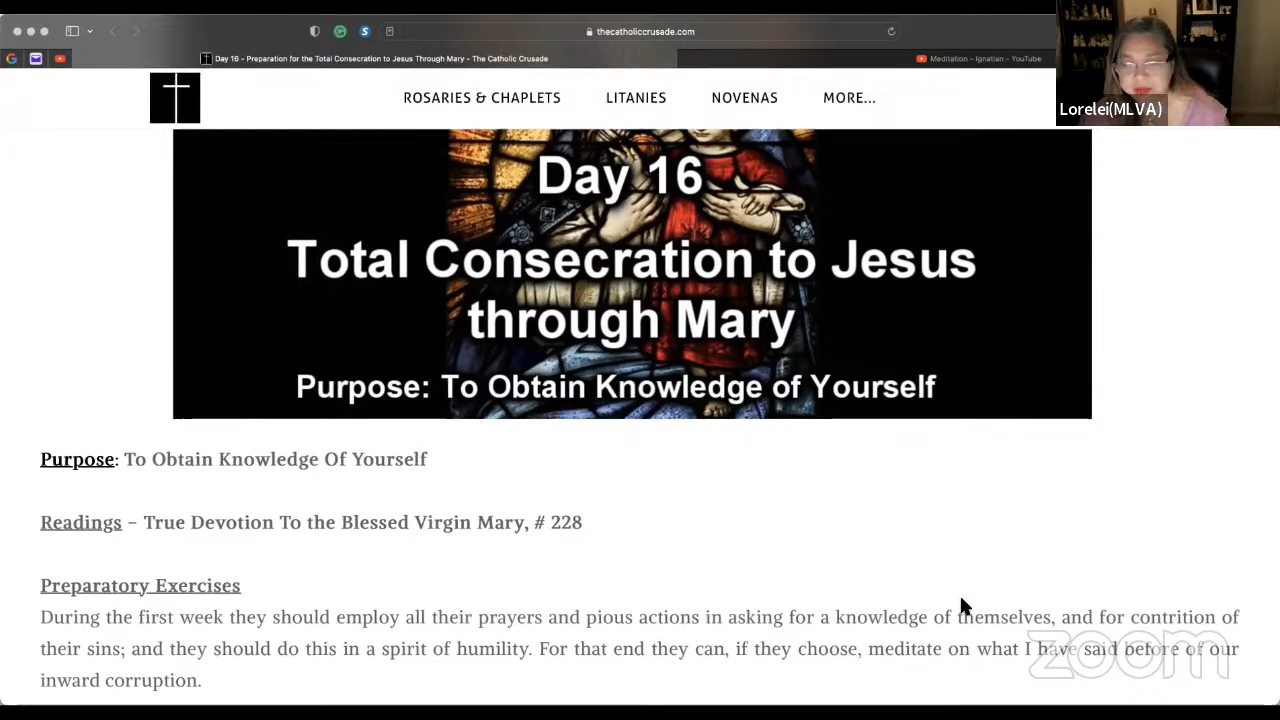 thecatholiccrusade.com
Day 16 - Preparation for the Total Consecration to Jesus Through Mary - The Catholic Crusade
Meditation - Ignatian - YouTube
Lorelei(MLVA)
ROSARIES & CHAPLETS LITANIES NOVENAS MORE...
Day 16
Total Consecration to Jesus
through Mary
Purpose: To Obtain Knowledge of Yourself
Purpose: To Obtain Knowledge Of Yourself
Readings – True Devotion To the Blessed Virgin Mary, # 228
Preparatory Exercises
During the first week they should employ all their prayers and pious actions in asking for a knowledge of themselves, and for contrition of
their sins; and they should do this in a spirit of humility. For that end they can, if they choose, meditate on what I have said before of our
inward corruption.
zoom